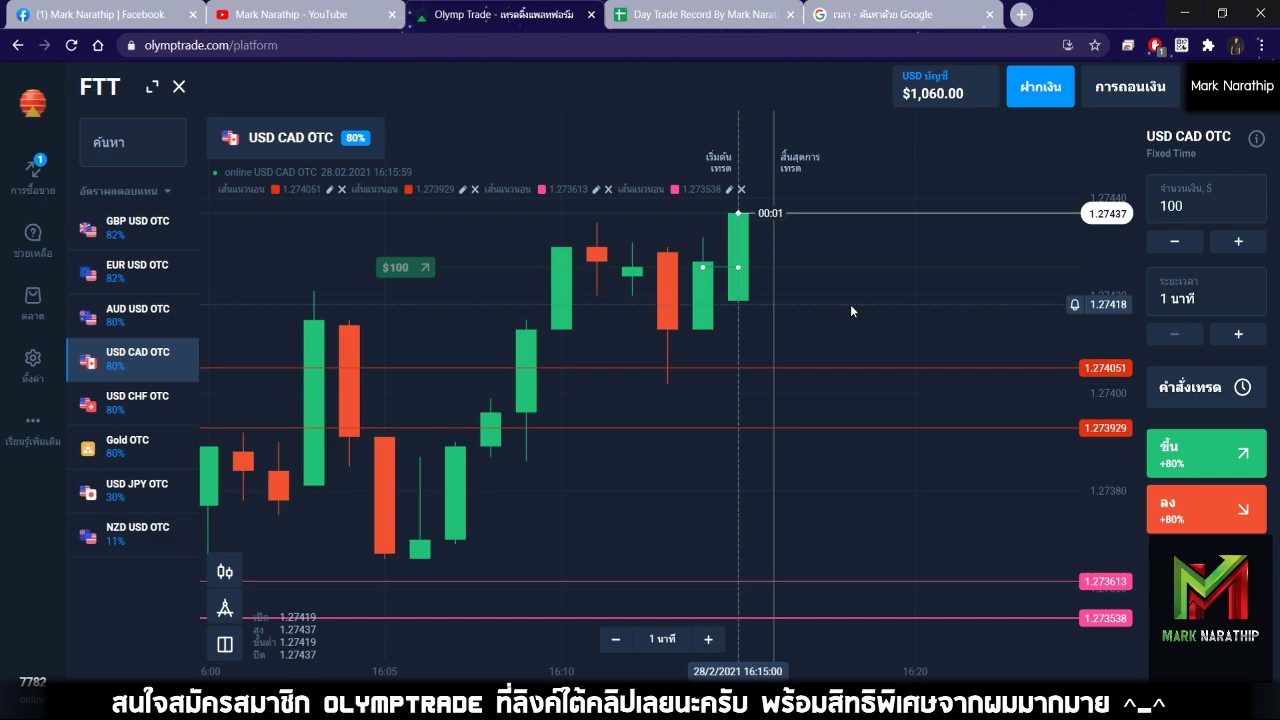 (1) Mark Narathip | Facebook
Mark Narathip - YouTube
Olymp Trade - เทรดดิ้งแพลทฟอร์ม
Day Trade Record By Mark Narat
เวลา - ค้นหาด้วย Google
olymptrade.com/platform
1
FTT
USD บัญชี
$1,060.00
ฝากเงิน
การถอนเงิน
Mark Narathip
ค้นหา
USD CAD OTC 80%
USD CAD OTC
Fixed Time
เริ่มต้น
เทรด
สิ้นสุดการ
เทรด
online USD CAD OTC 28.02.2021 16:15:59
1
การซื้อขาย
อัตราผลตอบแทน
เส้นแนวนอน 1.274051 เส้นแนวนอน 1.273929 เส้นแนวนอน 1.273613 เส้นแนวนอน 1.273538
จำนวนเงิน, $
100
1.27440
00:01
1.27437
GBP USD OTC
82%
ช่วยเหลือ
EUR USD OTC
82%
$100
ระยะเวลา
1 นาที
AUD USD OTC
80%
ตลาด
1.27418
USD CAD OTC
80%
1.274051
ตั้งค่า
คำสั่งเทรด
1.27400
USD CHF OTC
80%
1.273929
เรียนรู้เพิ่มเติม
Gold OTC
80%
ขึ้น
+80%
USD JPY OTC
30%
1.27380
ลง
+80%
NZD USD OTC
11%
1.273613
เปิด 1.27419
สูง 1.27437
ขั้นต่ำ 1.27419
ปิด 1.27437
1.273538
1 นาที
MARK NARATHIP
6:00
16:05
16:10
28/2/2021 16:15:00
16:20
7782
online
สนใจสมัครสมาชิก OLYMPTRADE ที่ลิงค์ใต้คลิปเลยนะครับ พร้อมสิทธิพิเศษจากผมมากมาย ^_^